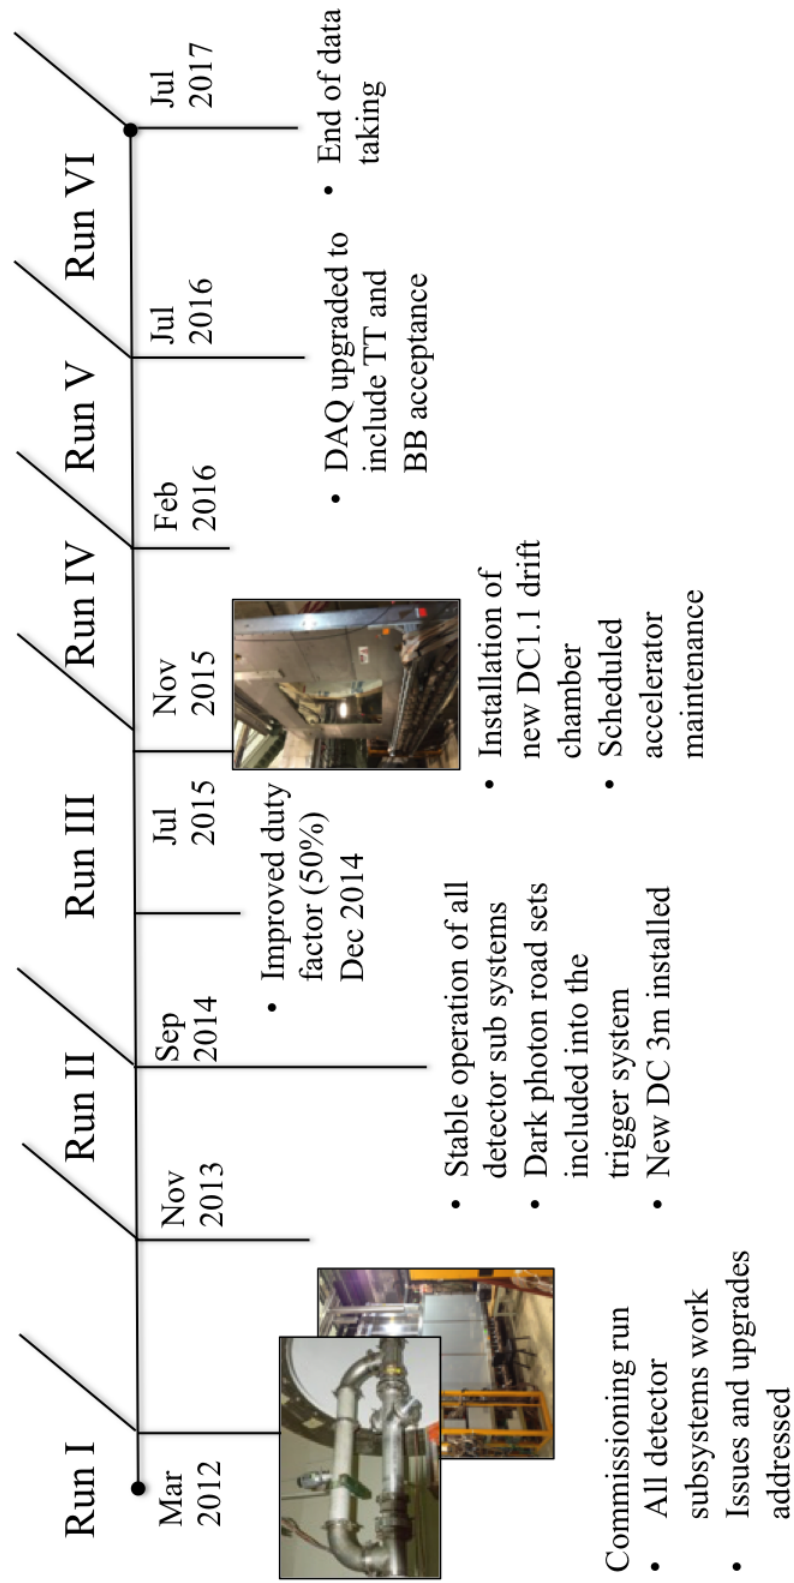 Run I
Run II
Run III
Run IV
Run V
Run VI
Mar
2012
Nov
2013
Sep
2014
Jul
2015
Nov
2015
Feb
2016
Jul
2016
Jul
2017
Commissioning run
• All detector
subsystems work
• Issues and upgrades
addressed
• Stable operation of all
detector sub systems
• Dark photon road sets
included into the
trigger system
• New DC 3m installed
• Improved duty
factor (50%)
Dec 2014
• Installation of
new DC1.1 drift
chamber
• Scheduled
accelerator
maintenance
• DAQ upgraded to
include TT and
BB acceptance
• End of data
taking